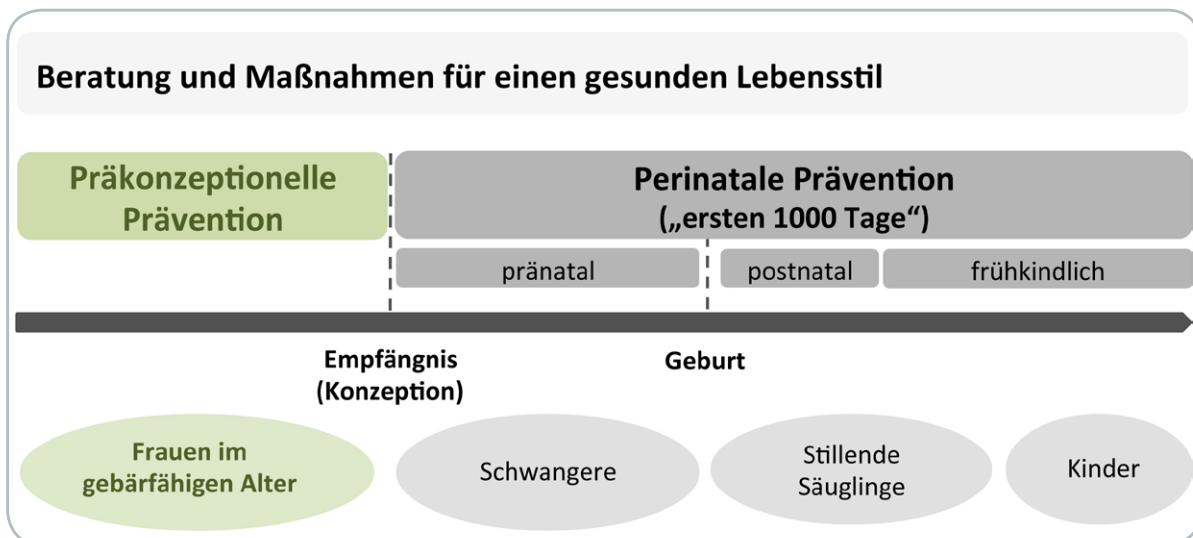 Beratung und Maßnahmen für einen gesunden Lebensstil
Präkonzeptionelle
Prävention
Perinatale Prävention
(„ersten 1000 Tage“)
pränatal
postnatal
frühkindlich
Empfängnis
(Konzeption)
Geburt
Frauen im
gebärfähigen Alter
Schwangere
Stillende
Säuglinge
Kinder